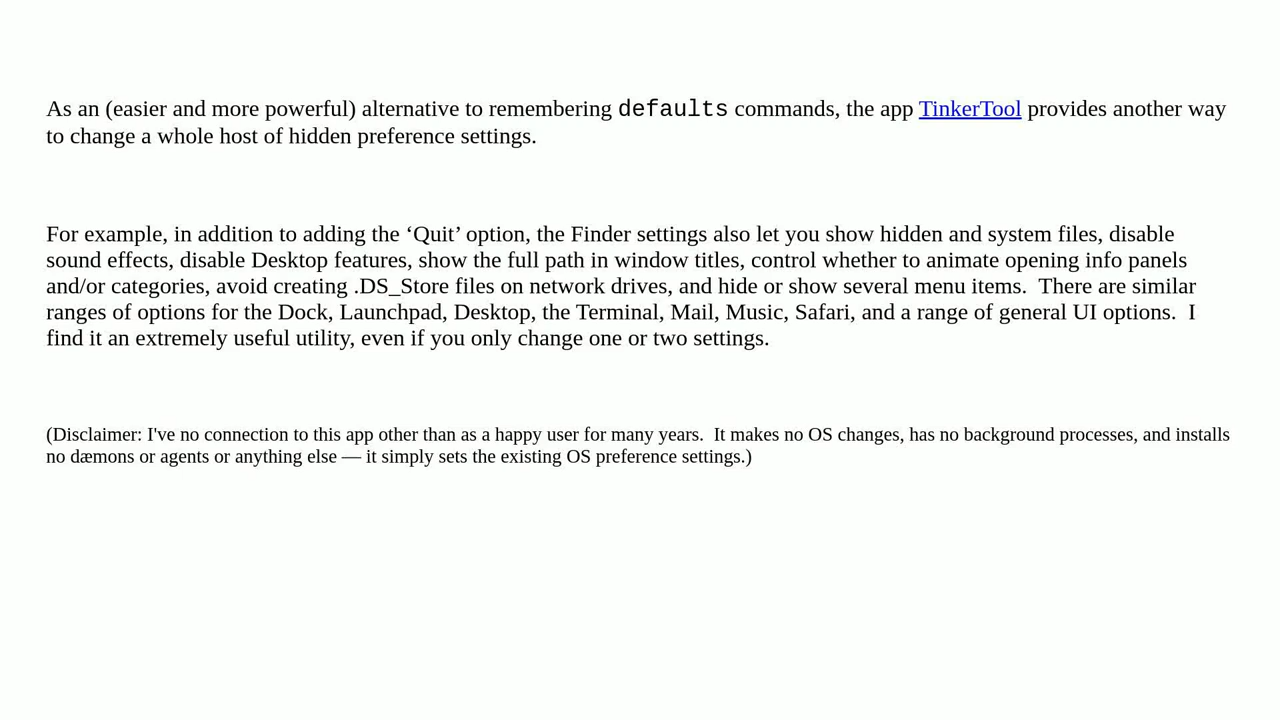 As an (easier and more powerful) alternative to remembering defaults commands, the app TinkerTool provides another way
to change a whole host of hidden preference settings.
For example, in addition to adding the ‘Quit’ option, the Finder settings also let you show hidden and system files, disable
sound effects, disable Desktop features, show the full path in window titles, control whether to animate opening info panels
and/or categories, avoid creating .DS_Store files on network drives, and hide or show several menu items.  There are similar
ranges of options for the Dock, Launchpad, Desktop, the Terminal, Mail, Music, Safari, and a range of general UI options.  I
find it an extremely useful utility, even if you only change one or two settings.
(Disclaimer: I've no connection to this app other than as a happy user for many years.  It makes no OS changes, has no background processes, and installs
no dæmons or agents or anything else — it simply sets the existing OS preference settings.)